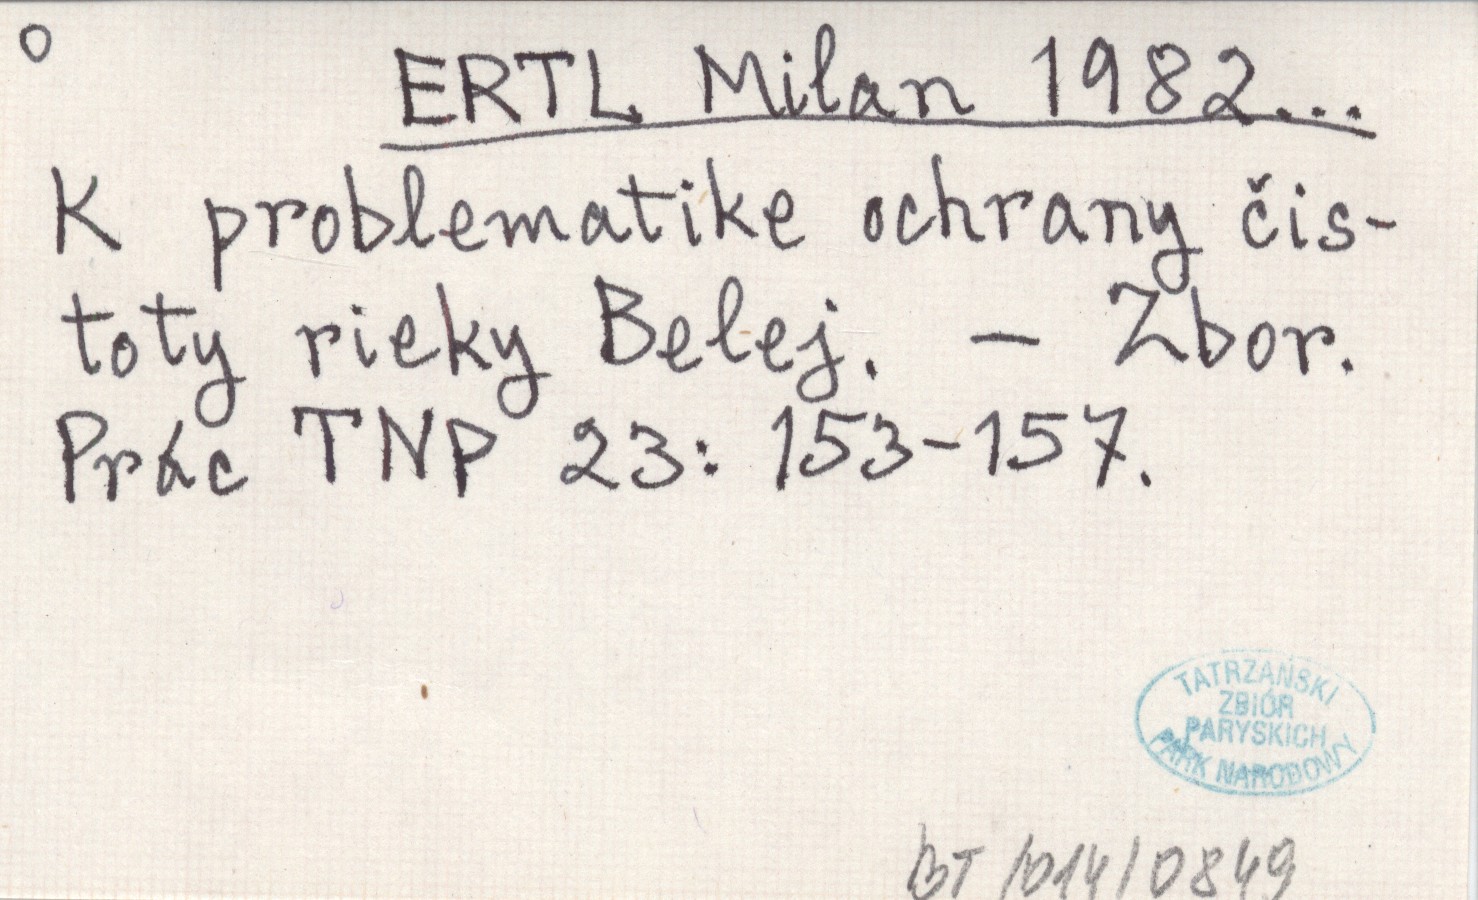 O
ERTL Milan 1982...
K problematike ochrany čis-
toty rieky Belej. - Zbor.
Prác TNP 23: 153-157.
TATRZAŃSKI
ZBIÓR
PARYSKICH
PARK NARODOWY
BT/014/0849